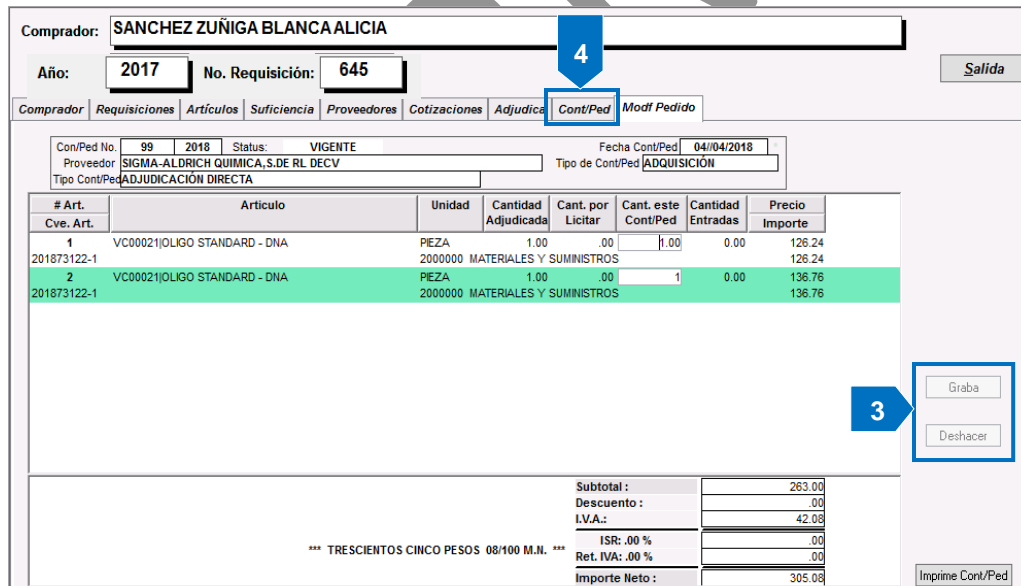 Comprador: SANCHEZ ZUÑIGA BLANCA ALICIA
4
Año: 2017 No. Requisición: 645 Salida
Comprador Requisiciones Artículos Suficiencia Proveedores Cotizaciones Adjudica Cont/Ped Modf Pedido
Con/Ped No. 99 2018 Status: VIGENTE Fecha Cont/Ped 04//04/2018
Proveedor SIGMA-ALDRICH QUIMICA,S.DE RL DECV Tipo de Cont/Ped ADQUISICIÓN
Tipo Cont/Ped ADJUDICACIÓN DIRECTA
# Art. Articulo Unidad Cantidad Adjudicada Cant. por Licitar Cant. este Cont/Ped Cantidad Entradas Precio
Cve. Art. Importe
1 VC00021|OLIGO STANDARD - DNA PIEZA 1.00 .00 1.00 0.00 126.24
201873122-1 2000000 MATERIALES Y SUMINISTROS 126.24
2 VC00021|OLIGO STANDARD - DNA PIEZA 1.00 .00 1 0.00 136.76
201873122-1 2000000 MATERIALES Y SUMINISTROS 136.76
Graba
3
Deshacer
Subtotal : 263.00
Descuento : .00
I.V.A.: 42.08
ISR: .00 % .00
*** TRESCIENTOS CINCO PESOS 08/100 M.N. ***
Ret. IVA: .00 % .00
Importe Neto : 305.08
Imprime Cont/Ped